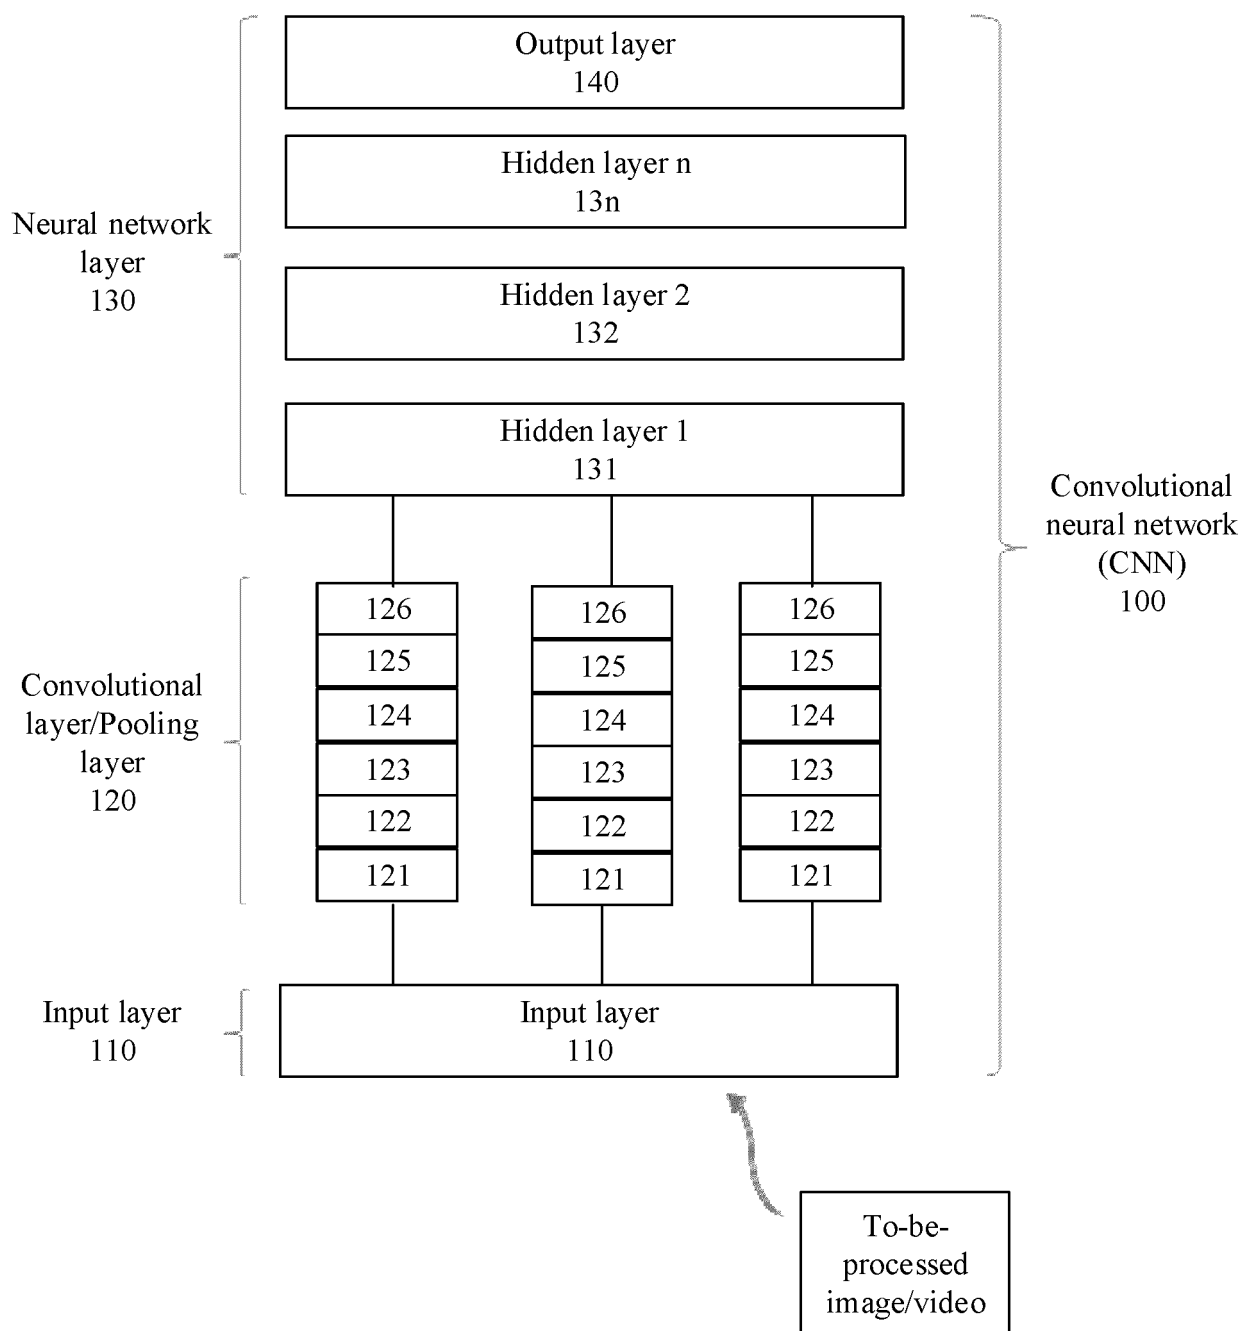 Output layer
140
Hidden layer n
13n
Neural network
layer
130
Hidden layer 2
132
Hidden layer 1
131
Convolutional
neural network
(CNN)
100
126
125
124
123
122
121
126
125
124
123
122
121
126
125
124
123
122
121
Convolutional
layer/Pooling
layer
120
Input layer
110
Input layer
110
To-be-
processed
image/video